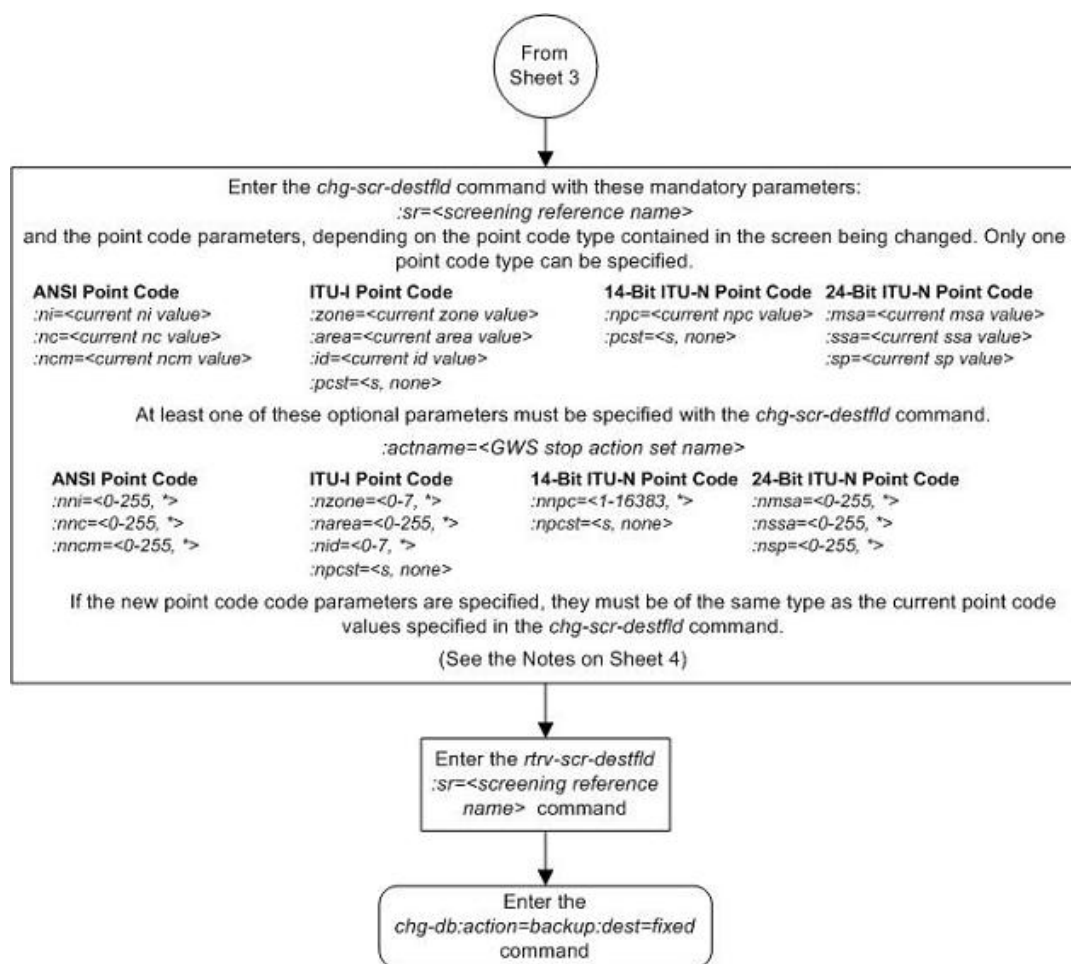 From
Sheet 3
Enter the chg-scr-destfld command with these mandatory parameters:
:sr=<screening reference name>
and the point code parameters, depending on the point code type contained in the screen being changed. Only one
point code type can be specified.
ANSI Point Code
:ni=<current ni value>
:nc=<current nc value>
:ncm=<current ncm value>
ITU-I Point Code
:zone=<current zone value>
:area=<current area value>
:id=<current id value>
:pcst=<s, none>
14-Bit ITU-N Point Code
:npc=<current npc value>
:pcst=<s, none>
24-Bit ITU-N Point Code
:msa=<current msa value>
:ssa=<current ssa value>
:sp=<current sp value>
At least one of these optional parameters must be specified with the chg-scr-destfld command.
:actname=<GWS stop action set name>
ANSI Point Code
:nni=<0-255, *>
:nnc=<0-255, *>
:nncm=<0-255, *>
ITU-I Point Code
:nzone=<0-7, *>
:narea=<0-255, *>
:nid=<0-7, *>
:npcst=<s, none>
14-Bit ITU-N Point Code
:nnpc=<1-16383, *>
:npcst=<s, none>
24-Bit ITU-N Point Code
:nmsa=<0-255, *>
:nssa=<0-255, *>
:nsp=<0-255, *>
If the new point code code parameters are specified, they must be of the same type as the current point code
values specified in the chg-scr-destfld command.
(See the Notes on Sheet 4)
Enter the rtrv-scr-destfld
:sr=<screening reference
name> command
Enter the
chg-db:action=backup:dest=fixed
command